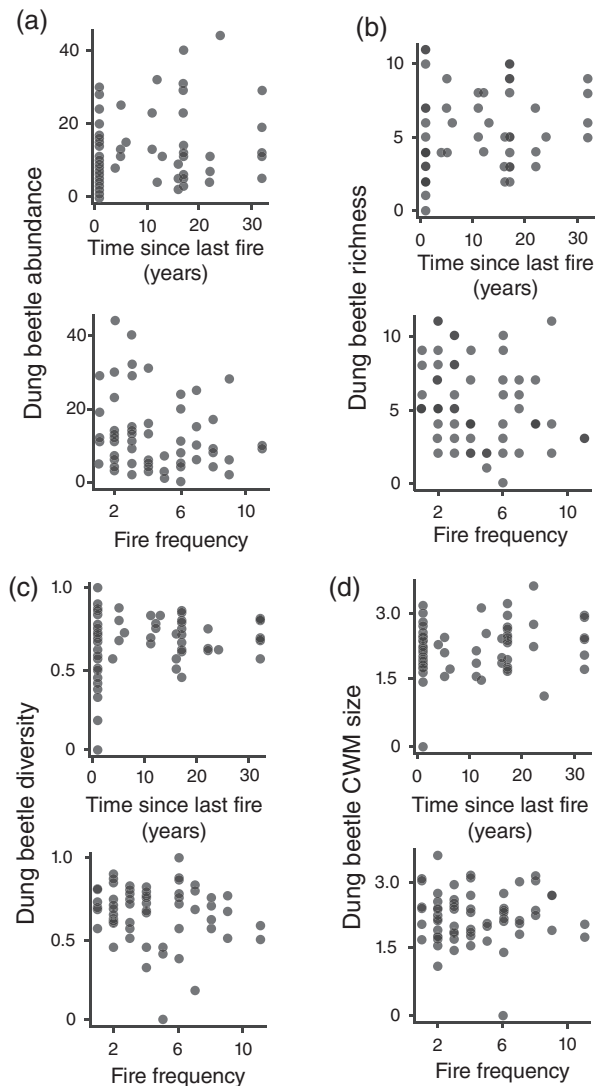 (a)
Dung beetle abundance
40
20
0
0
10
20
30
Time since last fire
(years)
40
20
0
2
6
10
Fire frequency
(b)
Dung beetle richness
10
5
0
0
10
20
30
Time since last fire
(years)
10
5
0
2
6
10
Fire frequency
(c)
Dung beetle diversity
1.0
0.5
0
0
10
20
30
Time since last fire
(years)
1.0
0.5
0
2
6
10
Fire frequency
(d)
Dung beetle CWM size
3.0
1.5
0
0
10
20
30
Time since last fire
(years)
3.0
1.5
0
2
6
10
Fire frequency